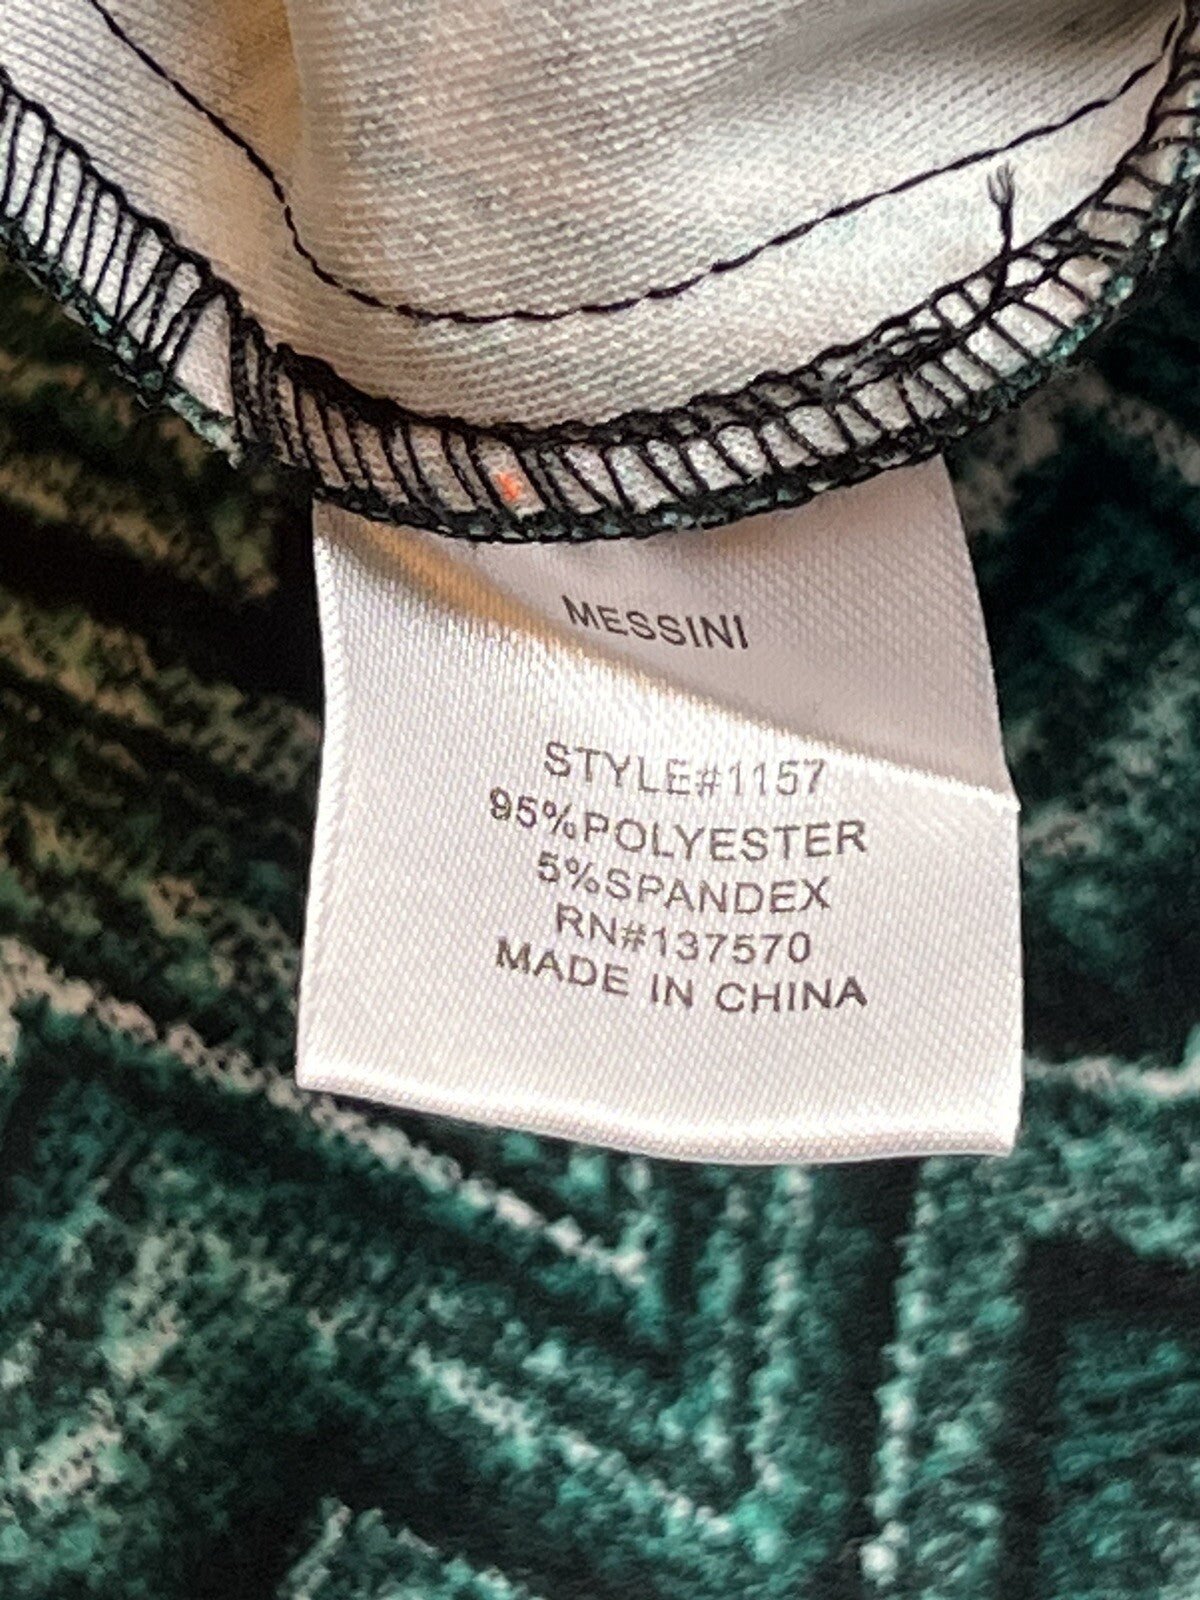 MESSINI
STYLE#1157
95%POLYESTER
5%SPANDEX
RN#137570
MADE IN CHINA